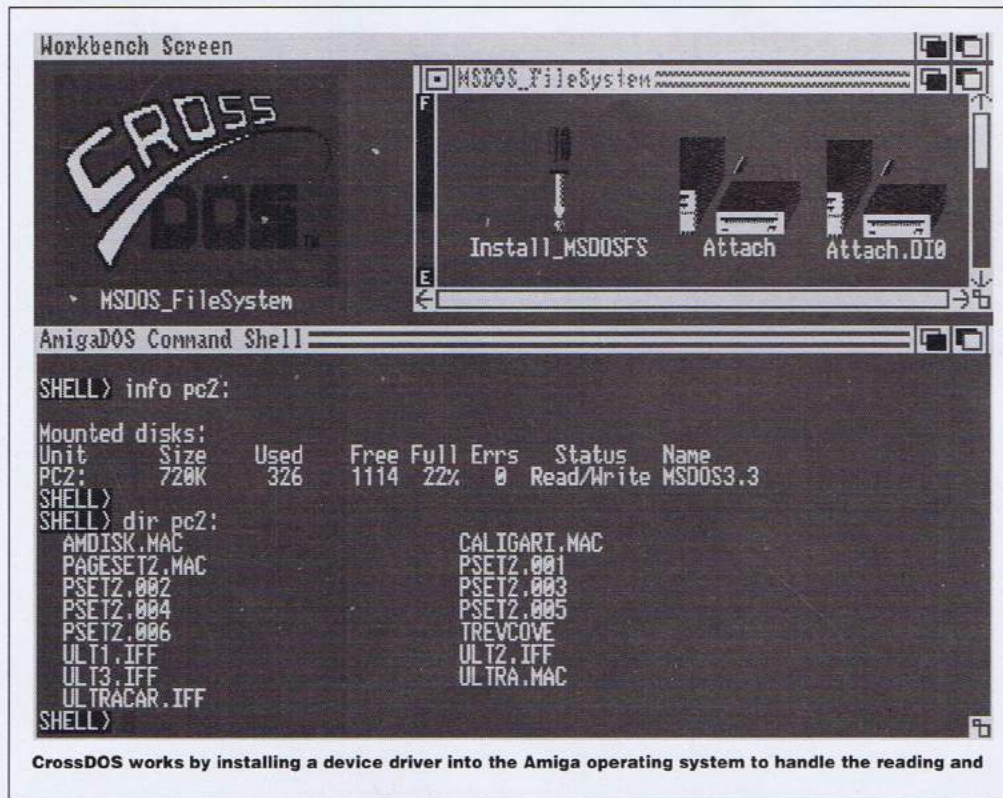 Workbench Screen
CROSS
DOS
TM
MSDOS_FileSystem
MSDOS_FileSystem
F
E
Install_MSDOSFS
Attach
Attach.DI0
AmigaDOS Command Shell
SHELL> info pc2:
Mounted disks:
Unit Size Used Free Full Errs Status Name
PC2: 720K 326 1114 22% 0 Read/Write MSDOS3.3
SHELL>
SHELL> dir pc2:
AMDISK.MAC CALIGARI.MAC
PAGESET2.MAC PSET2.001
PSET2.002 PSET2.003
PSET2.004 PSET2.005
PSET2.006 TREVCOVE
ULT1.IFF ULT2.IFF
ULT3.IFF ULTRA.MAC
ULTRACAR.IFF
SHELL>
CrossDOS works by installing a device driver into the Amiga operating system to handle the reading and